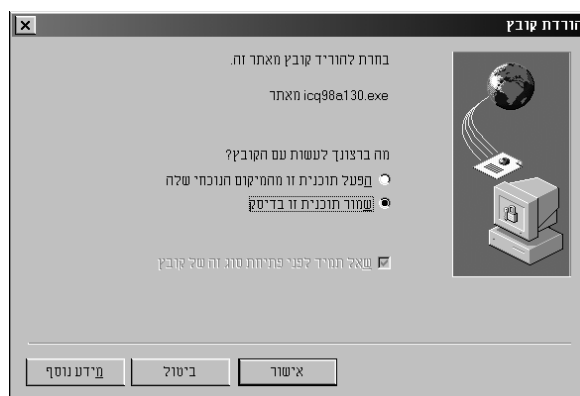 הורדת קובץ
בחרת להוריד קובץ מאתר זה.
icq98a130.exe מאתר
מה ברצונך לעשות עם הקובץ?
הפעל תוכנית זו מהמיקום הנוכחי שלה
שמור תוכנית זו בדיסק
שאל תמיד לפני פתיחת סוג זה של קובץ
אישור
ביטול
מידע נוסף